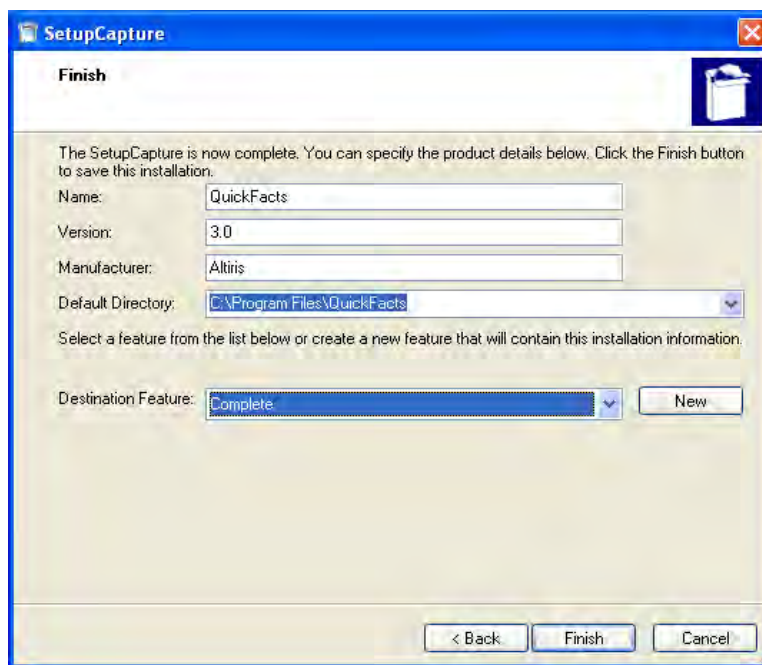 SetupCapture
Finish
The SetupCapture is now complete. You can specify the product details below. Click the Finish button
to save this installation.
Name: QuickFacts
Version: 3.0
Manufacturer: Altiris
Default Directory: C:\Program Files\QuickFacts
Select a feature from the list below or create a new feature that will contain this installation information.
Destination Feature: Complete New
< Back Finish Cancel